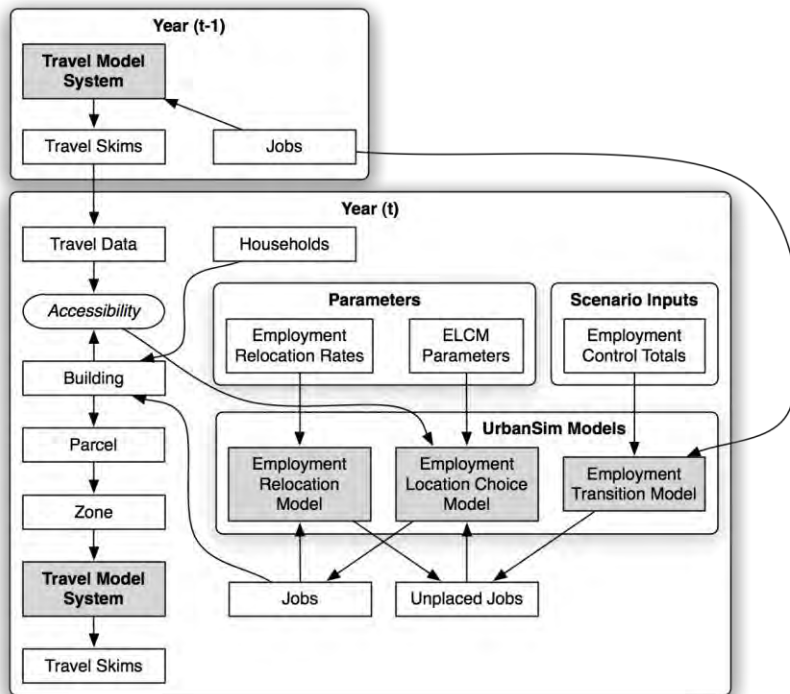 Year (t-1)
Travel Model
System
Travel Skims
Jobs
Year (t)
Travel Data
Households
Accessibility
Building
Parcel
Zone
Travel Model
System
Travel Skims
Parameters
Employment
Relocation Rates
ELCM
Parameters
Scenario Inputs
Employment
Control Totals
UrbanSim Models
Employment
Relocation
Model
Employment
Location Choice
Model
Employment
Transition Model
Jobs
Unplaced Jobs